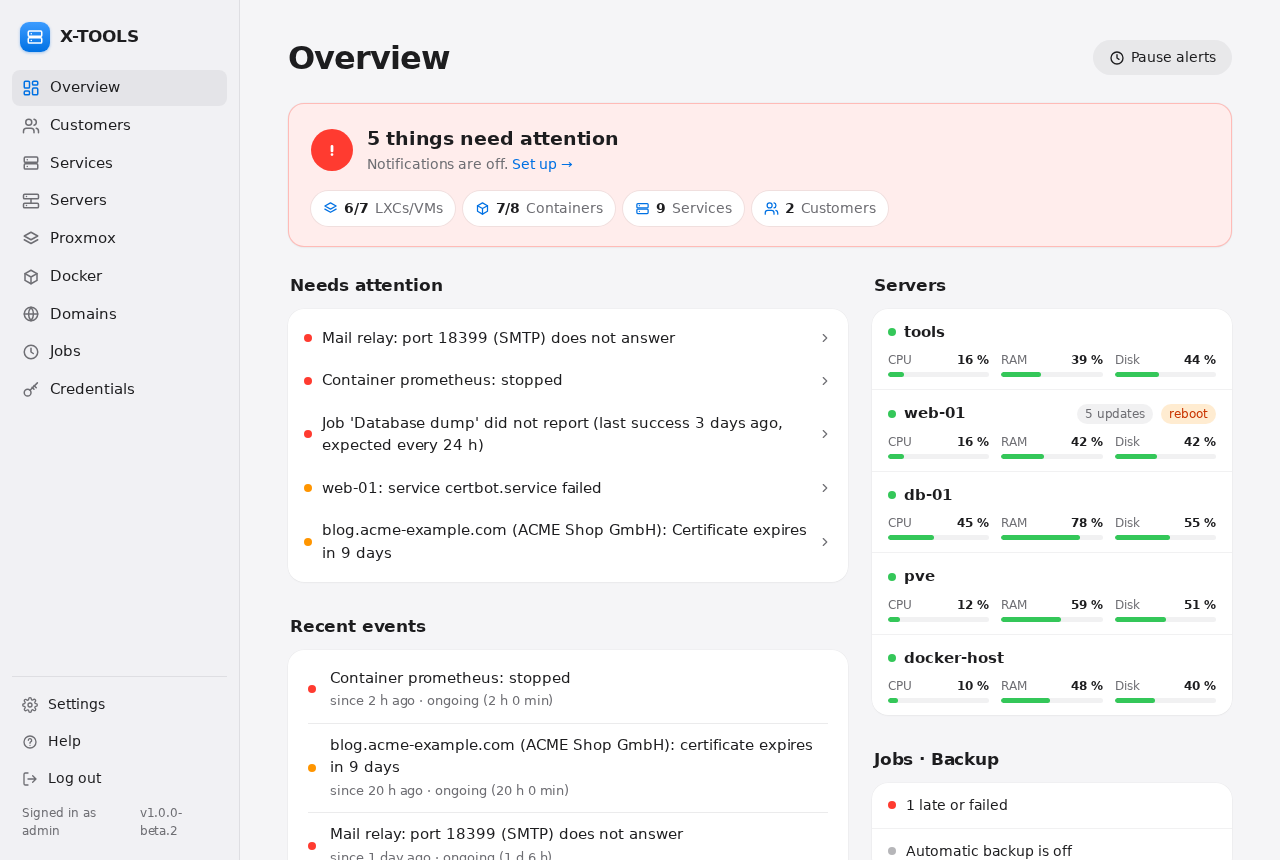 X-TOOLS
Overview
Customers
Services
Servers
Proxmox
Docker
Domains
Jobs
Credentials
Settings
Help
Log out
Signed in as admin
v1.0.0-beta.2
Overview
Pause alerts
5 things need attention
Notifications are off. Set up →
6/7 LXCs/VMs
7/8 Containers
9 Services
2 Customers
Needs attention
Mail relay: port 18399 (SMTP) does not answer
Container prometheus: stopped
Job 'Database dump' did not report (last success 3 days ago,
expected every 24 h)
web-01: service certbot.service failed
blog.acme-example.com (ACME Shop GmbH): Certificate expires
in 9 days
Recent events
Container prometheus: stopped
since 2 h ago · ongoing (2 h 0 min)
blog.acme-example.com (ACME Shop GmbH): certificate expires
in 9 days
since 20 h ago · ongoing (20 h 0 min)
Mail relay: port 18399 (SMTP) does not answer
since 1 day ago · ongoing (1 d 6 h)
Servers
tools
CPU 16 % RAM 39 % Disk 44 %
web-01 5 updates reboot
CPU 16 % RAM 42 % Disk 42 %
db-01
CPU 45 % RAM 78 % Disk 55 %
pve
CPU 12 % RAM 59 % Disk 51 %
docker-host
CPU 10 % RAM 48 % Disk 40 %
Jobs · Backup
1 late or failed
Automatic backup is off